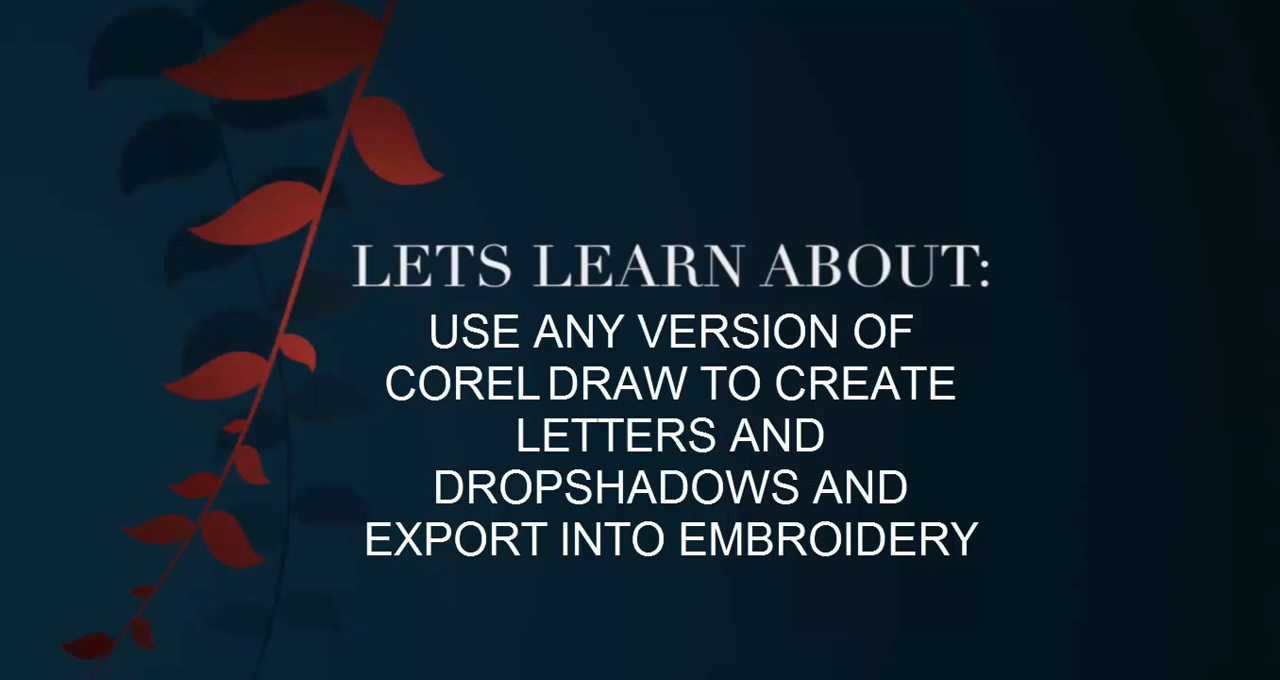 LETS LEARN ABOUT:
USE ANY VERSION OF
COREL DRAW TO CREATE
LETTERS AND
DROPSHADOWS AND
EXPORT INTO EMBROIDERY